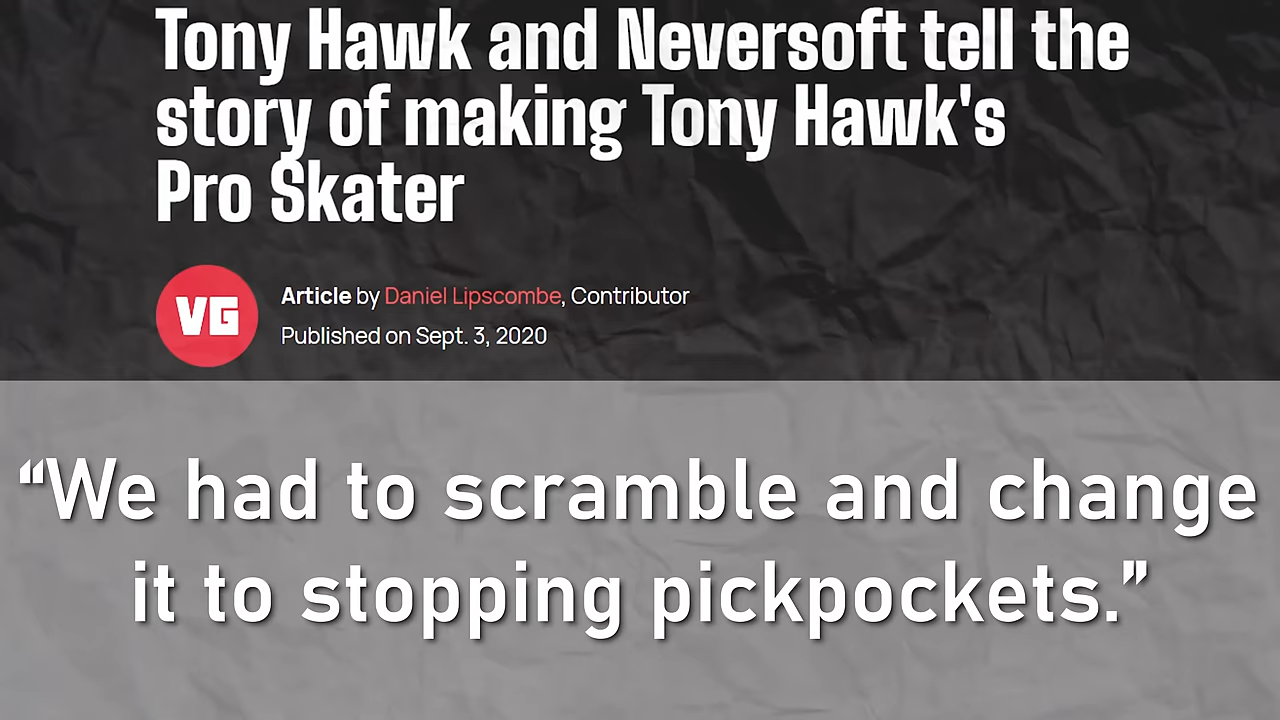 Tony Hawk and Neversoft tell the
story of making Tony Hawk's
Pro Skater
VG
Article by Daniel Lipscombe, Contributor
Published on Sept. 3, 2020
“We had to scramble and change
it to stopping pickpockets.”